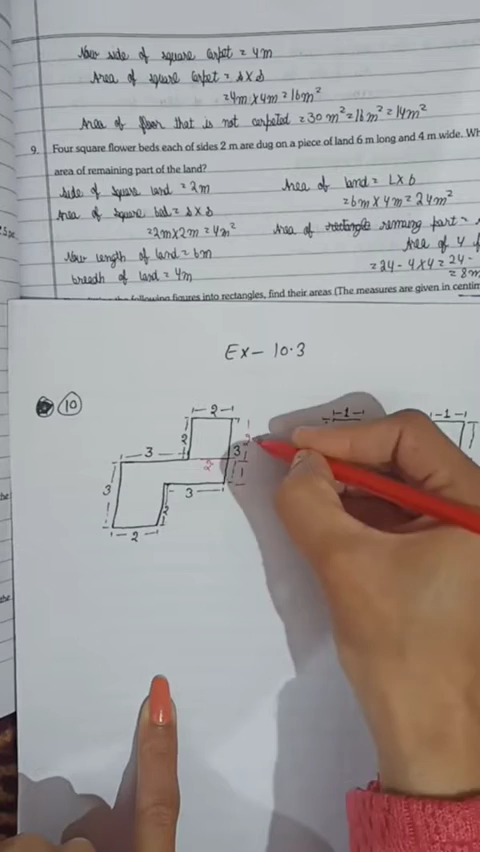 Now side of square carpet = 4m
Area of square carpet = s x s
= 4m x 4m = 16m²
Area of floor that is not carpeted = 30 m² = 16 m² = 14m²
9. Four square flower beds each of sides 2 m are dug on a piece of land 6 m long and 4 m wide.
area of remaining part of the land?
side of square land = 2m
Area of square bed = s x s
= 2m x 2m = 4m²
Now length of land = 6m
breadth of land = 4m
Area of land = L x b
= 6m x 4m = 24m²
Area of rectangle remaining part =
Area of 4
= 24 - 4 x 4 = 24 -
= 8m
following figures into rectangles, find their areas (The measures are given in
Ex - 10.3
10
2
2
2
3
3
2
3
1
3
3
2
2
1
1